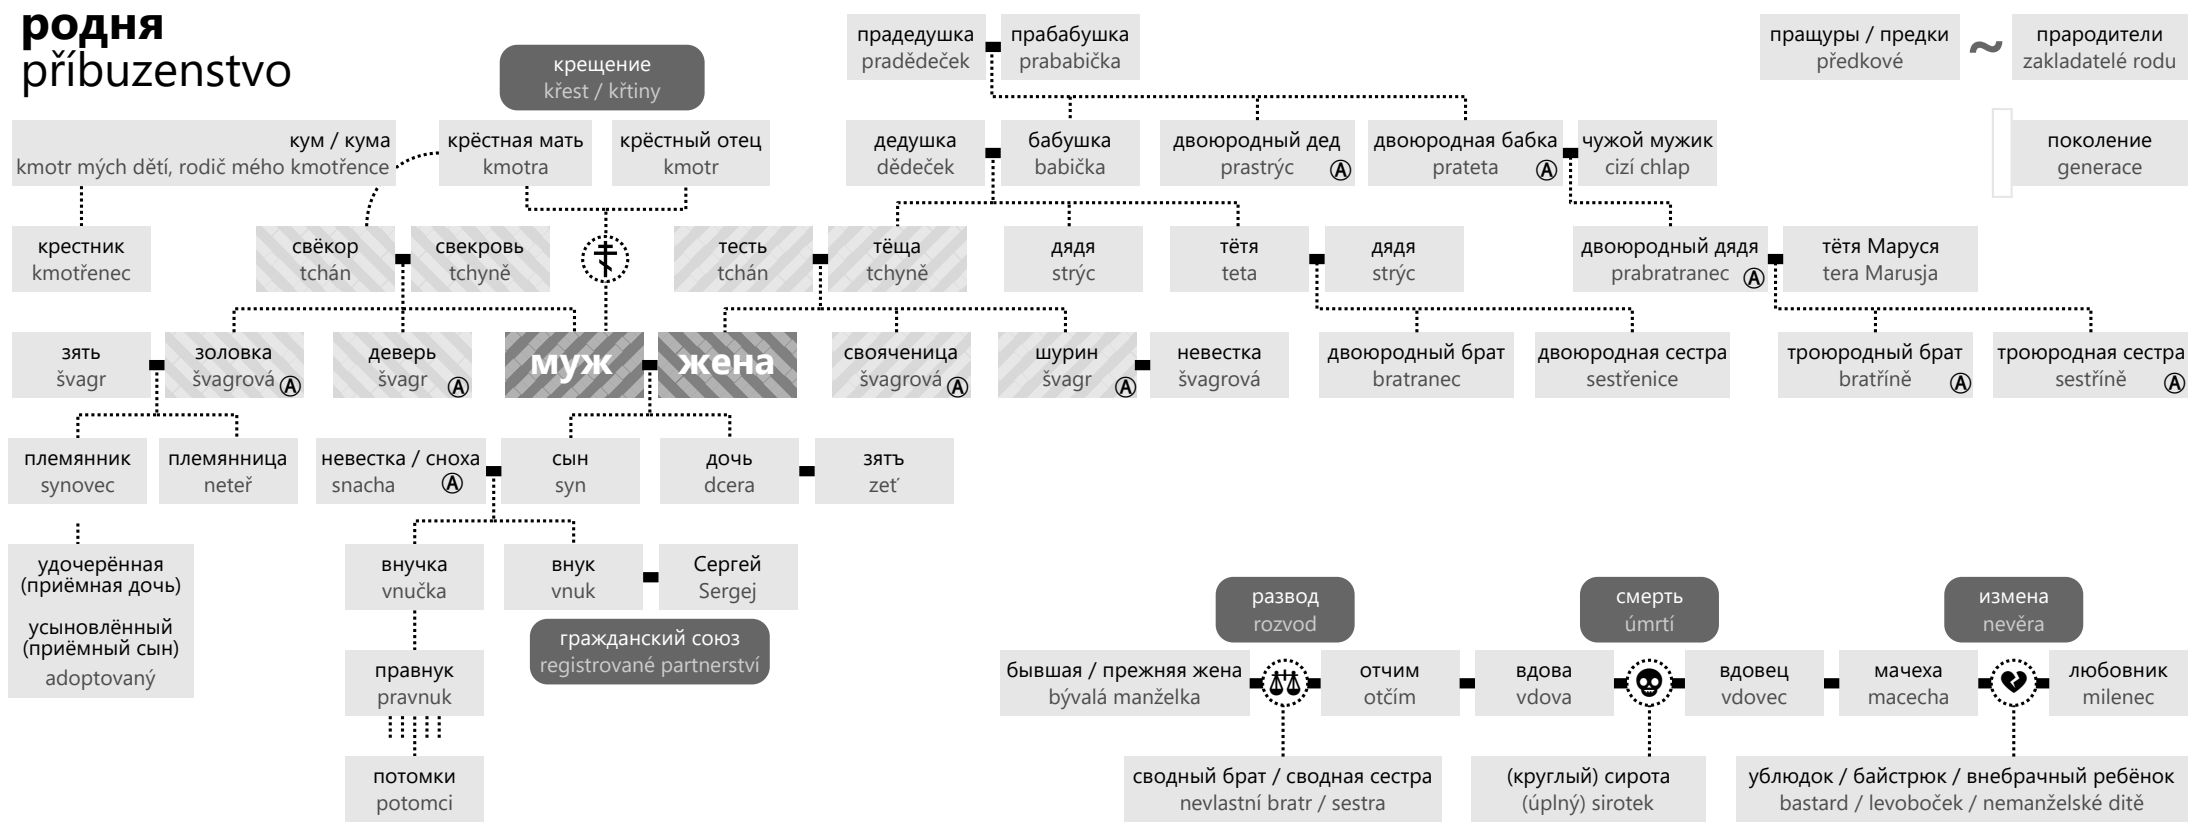 родня
příbuzenstvo
крещение
křest / křtiny
прадедушка
pradědeček
прабабушка
prababička
пращуры / предки
předkové
~
прародители
zakladatelé rodu
кум / кума
kmotr mých dětí, rodič mého kmotřence
крёстная мать
kmotra
крёстный отец
kmotr
дедушка
dědeček
бабушка
babička
двоюродный дед
prastrýc Ⓐ
двоюродная бабка
prateta Ⓐ
чужой мужик
cizí chlap
поколение
generace
крестник
kmotřenec
свёкор
tchán
свекровь
tchyně
тесть
tchán
тёща
tchyně
дядя
strýc
тётя
teta
дядя
strýc
двоюродный дядя
prabratranec Ⓐ
тётя Маруся
tera Marusja
зять
švagr
золовка
švagrová Ⓐ
деверь
švagr Ⓐ
муж
жена
свояченица
švagrová Ⓐ
шурин
švagr Ⓐ
невестка
švagrová
двоюродный брат
bratranec
двоюродная сестра
sestřenice
троюродный брат
bratříně Ⓐ
троюродная сестра
sestříně Ⓐ
племянник
synovec
племянница
neteř
невестка / сноха
snacha Ⓐ
сын
syn
дочь
dcera
зятъ
zeť
удочерённая
(приёмная дочь)
усыновлённый
(приёмный сын)
adoptovaný
внучка
vnučka
внук
vnuk
Сергей
Sergej
гражданский союз
registrované partnerství
правнук
pravnuk
потомки
potomci
развод
rozvod
смерть
úmrtí
измена
nevěra
бывшая / прежняя жена
bývalá manželka
отчим
otčím
вдова
vdova
вдовец
vdovec
мачеха
macecha
любовник
milenec
сводный брат / сводная сестра
nevlastní bratr / sestra
(круглый) сирота
(úplný) sirotek
ублюдок / байстрюк / внебрачный ребёнок
bastard / levoboček / nemanželské ditě